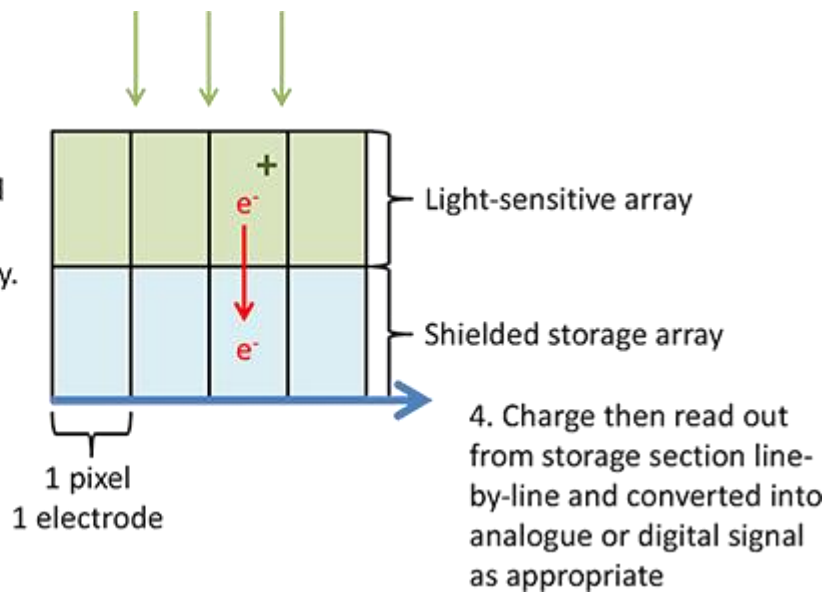 y.
+
e-
Light-sensitive array
e-
Shielded storage array
1 pixel
1 electrode
4. Charge then read out
from storage section line-
by-line and converted into
analogue or digital signal
as appropriate